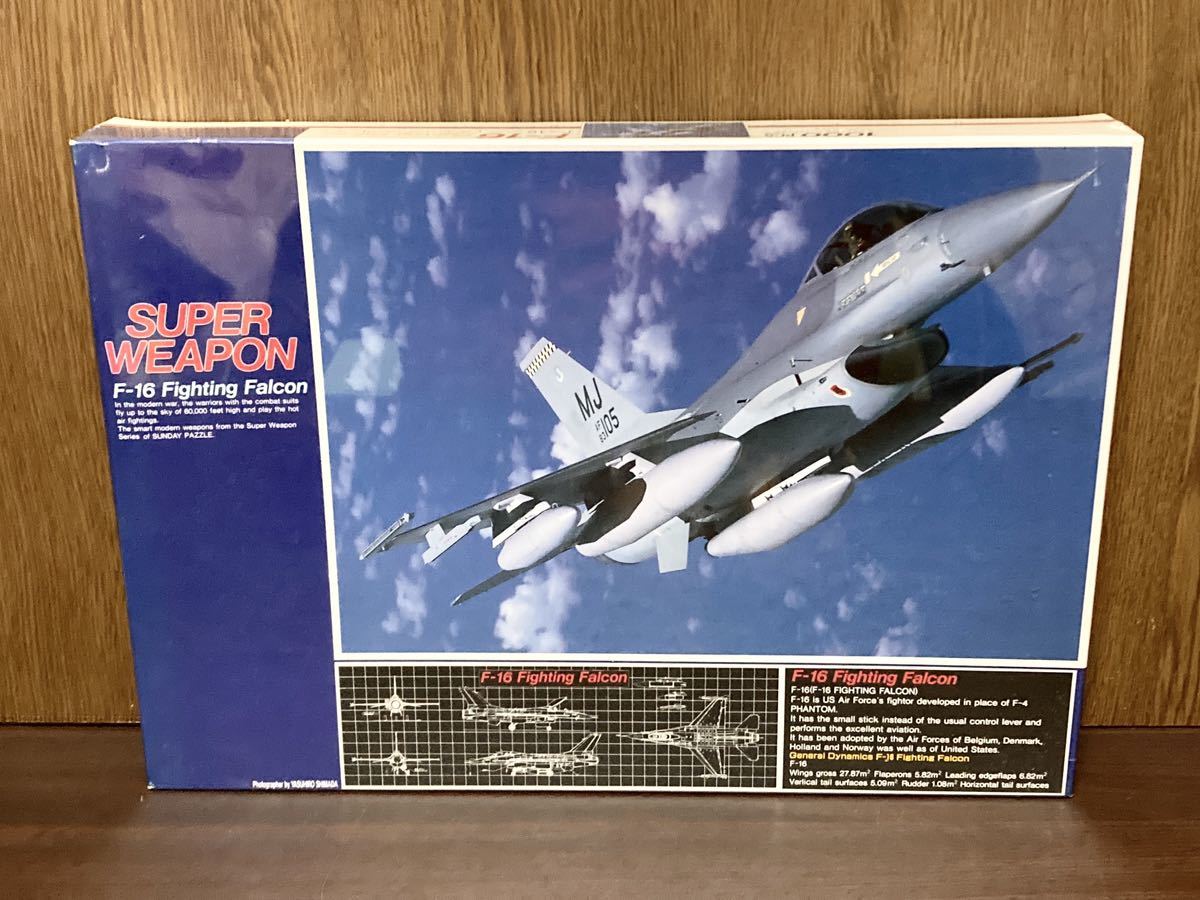 1000 PCS
F-16
SUPER
WEAPON
F-16 Fighting Falcon
In the modern war, the warriors with the combat suits
fly up to the sky of 60,000 feet high and play the hot
air fightings.
The smart modern weapons from the Super Weapon
Series of SUNDAY PAZZLE.
MJ
AF
83
105
F-16 Fighting Falcon
Photographer by YASUHIRO SHIMADA
F-16 Fighting Falcon
F-16(F-16 FIGHTING FALCON)
F-16 is US Air Force's fightor developed in place of F-4
PHANTOM.
It has the small stick instead of the usual control lever and
performs the excellent aviation.
It has been adopted by the Air Forces of Belgium, Denmark,
Holland and Norway was well as of United States.
General Dynamics F-16 Fighting Falcon
F-16
Wings gross 27.87m² Flaperons 5.82m² Leading edgeflaps 6.82m²
Verlical tail surfaces 5.09m² Rudder 1.08m² Horizontal tail surfaces